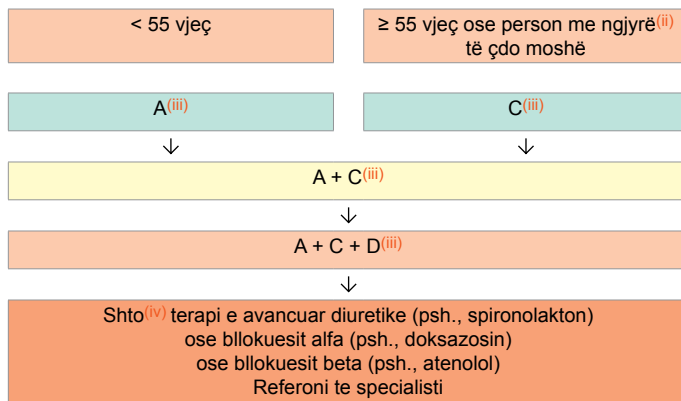 < 55 vjeç
≥ 55 vjeç ose person me ngjyrë(ii)
të çdo moshë
A(iii)
C(iii)
A + C(iii)
A + C + D(iii)
Shto(iv) terapi e avancuar diuretike (psh., spironolakton)
ose bllokuesit alfa (psh., doksazosin)
ose bllokuesit beta (psh., atenolol)
Referoni te specialisti